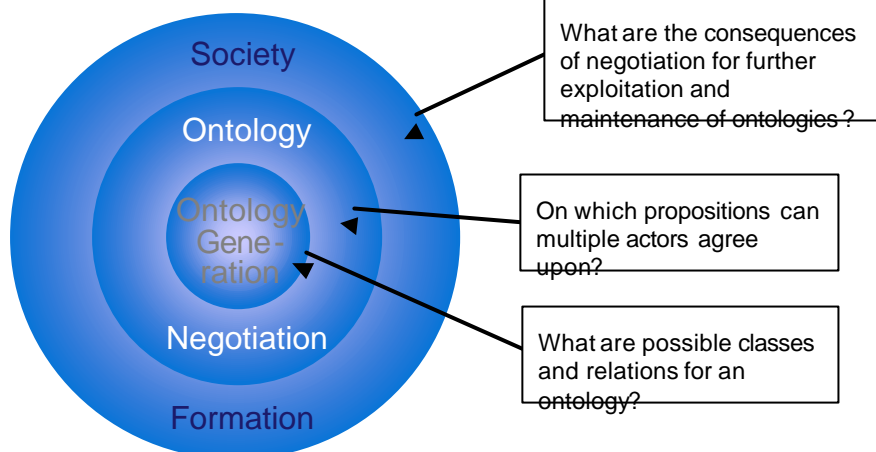 Society
Ontology
Ontology
Gene-
ration
Negotiation
Formation
What are the consequences
of negotiation for further
exploitation and
maintenance of ontologies ?
On which propositions can
multiple actors agree
upon?
What are possible classes
and relations for an
ontology?